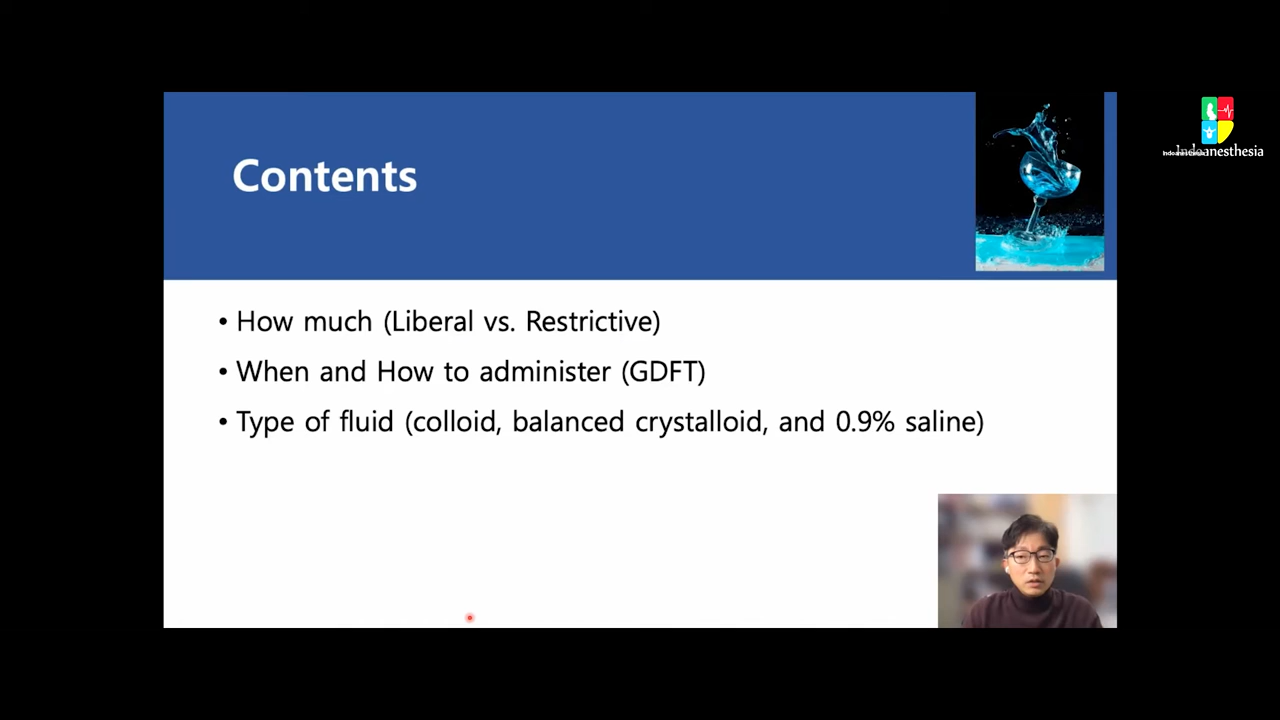 Contents
Indoanesthesia
Indoanesthesia
• How much (Liberal vs. Restrictive)
• When and How to administer (GDFT)
• Type of fluid (colloid, balanced crystalloid, and 0.9% saline)